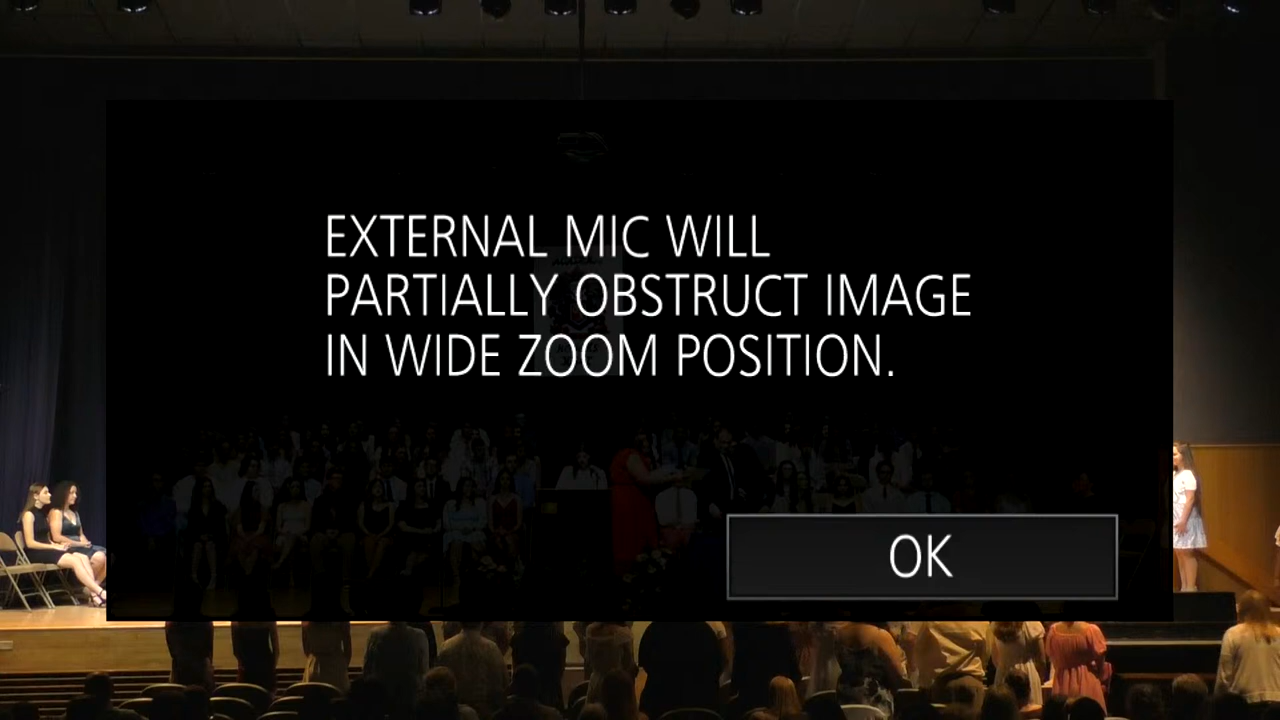 EXTERNAL MIC WILL
PARTIALLY OBSTRUCT IMAGE
IN WIDE ZOOM POSITION.
OK